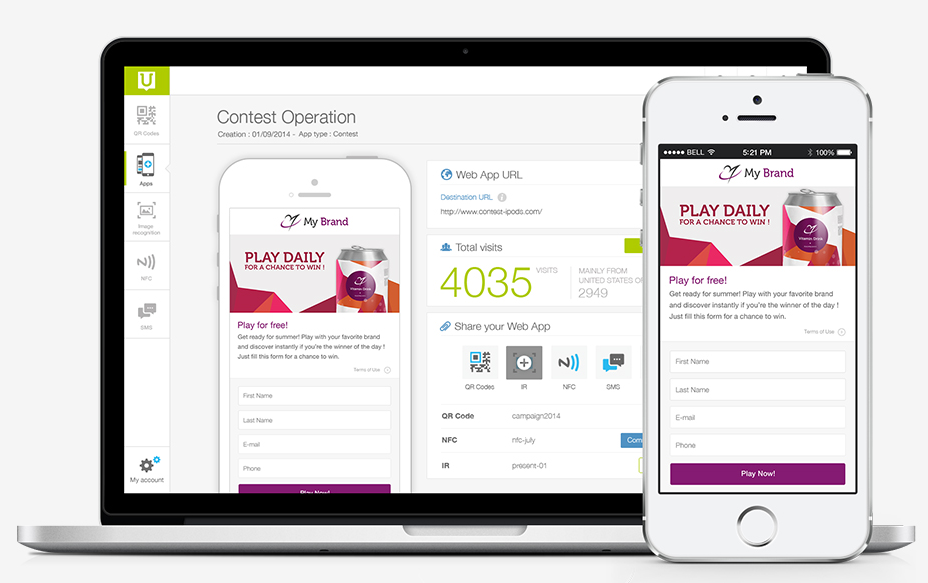 U
QR Codes
Apps
Image
recognition
NFC
SMS
My account
Contest Operation
Creation : 01/09/2014 - App type : Contest
My Brand
PLAY DAILY
FOR A CHANCE TO WIN !
Vitamin Drink
Play for free!
Get ready for summer! Play with your favorite brand
and discover instantly if you're the winner of the day !
Just fill this form for a chance to win.
Terms of Use
First Name
Last Name
E-mail
Phone
Play Now!
Web App URL
Destination URL i
http://www.contest-ipods.com/
Total visits
4035 VISITS
MAINLY FROM
UNITED STATES O
2949
Share your Web App
QR Codes
IR
NFC
SMS
QR Code campaign2014
NFC nfc-july
Com
IR present-01
BELL 5:21 PM 100%
My Brand
PLAY DAILY
FOR A CHANCE TO WIN !
Vitamin Drink
Play for free!
Get ready for summer! Play with your favorite brand
and discover instantly if you're the winner of the day !
Just fill this form for a chance to win.
Terms of Use
First Name
Last Name
E-mail
Phone
Play Now!